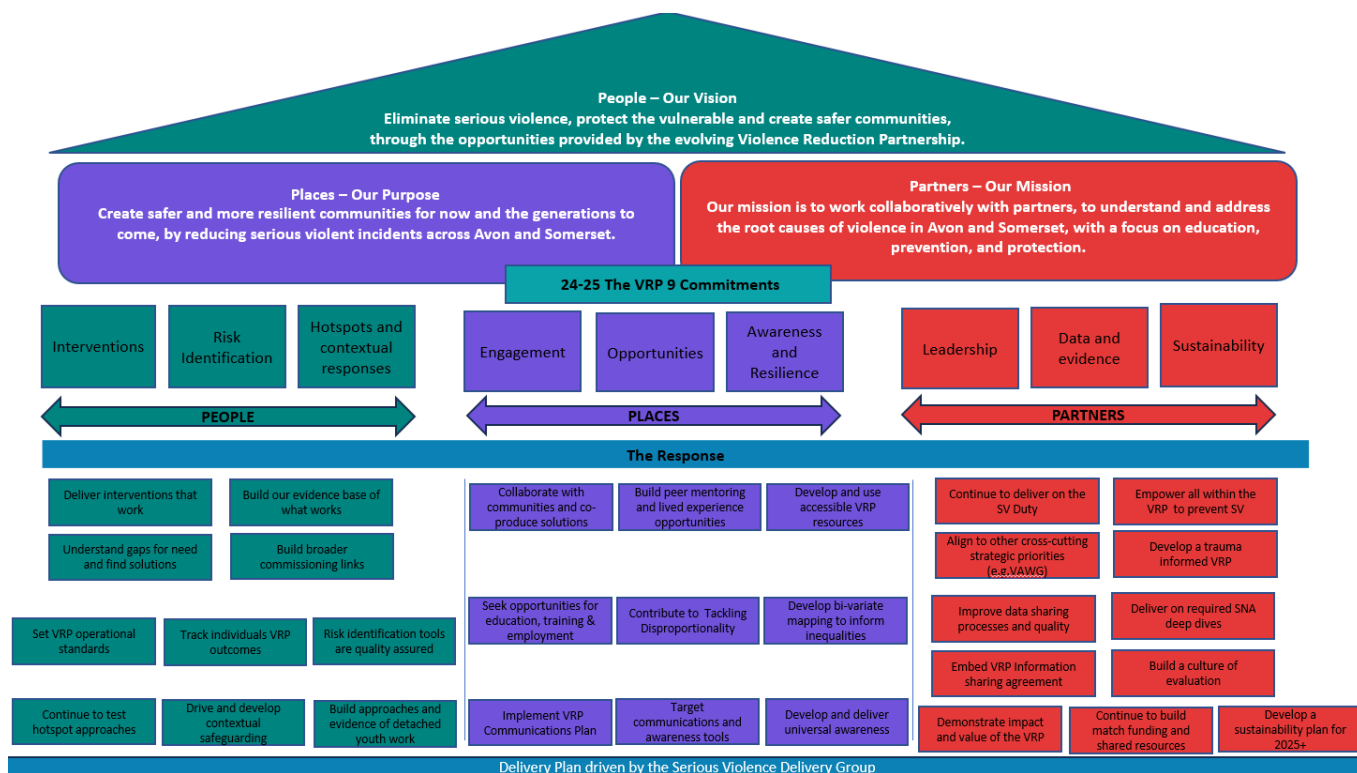 People – Our Vision
Eliminate serious violence, protect the vulnerable and create safer communities,
through the opportunities provided by the evolving Violence Reduction Partnership.
Places – Our Purpose
Create safer and more resilient communities for now and the generations to
come, by reducing serious violent incidents across Avon and Somerset.
Partners – Our Mission
Our mission is to work collaboratively with partners, to understand and address
the root causes of violence in Avon and Somerset, with a focus on education,
prevention, and protection.
24-25 The VRP 9 Commitments
Interventions
Risk
Identification
Hotspots and
contextual
responses
Engagement
Opportunities
Awareness
and
Resilience
Leadership
Data and
evidence
Sustainability
PEOPLE
PLACES
PARTNERS
The Response
Deliver interventions that
work
Build our evidence base of
what works
Understand gaps for need
and find solutions
Build broader
commissioning links
Set VRP operational
standards
Track individuals VRP
outcomes
Risk identification tools
are quality assured
Continue to test
hotspot approaches
Drive and develop
contextual
safeguarding
Build approaches and
evidence of detached
youth work
Collaborate with
communities and co-
produce solutions
Build peer mentoring
and lived experience
opportunities
Develop and use
accessible VRP
resources
Seek opportunities for
education, training &
employment
Contribute to Tackling
Disproportionality
Develop bi-variate
mapping to inform
inequalities
Implement VRP
Communications Plan
Target
communications and
awareness tools
Develop and deliver
universal awareness
Continue to deliver on the
SV Duty
Empower all within the
VRP to prevent SV
Align to other cross-cutting
strategic priorities
(e.g.VAWG)
Develop a trauma
informed VRP
Improve data sharing
processes and quality
Deliver on required SNA
deep dives
Embed VRP Information
sharing agreement
Build a culture of
evaluation
Demonstrate impact
and value of the VRP
Continue to build
match funding and
shared resources
Develop a
sustainability plan for
2025+
Delivery Plan driven by the Serious Violence Delivery Group